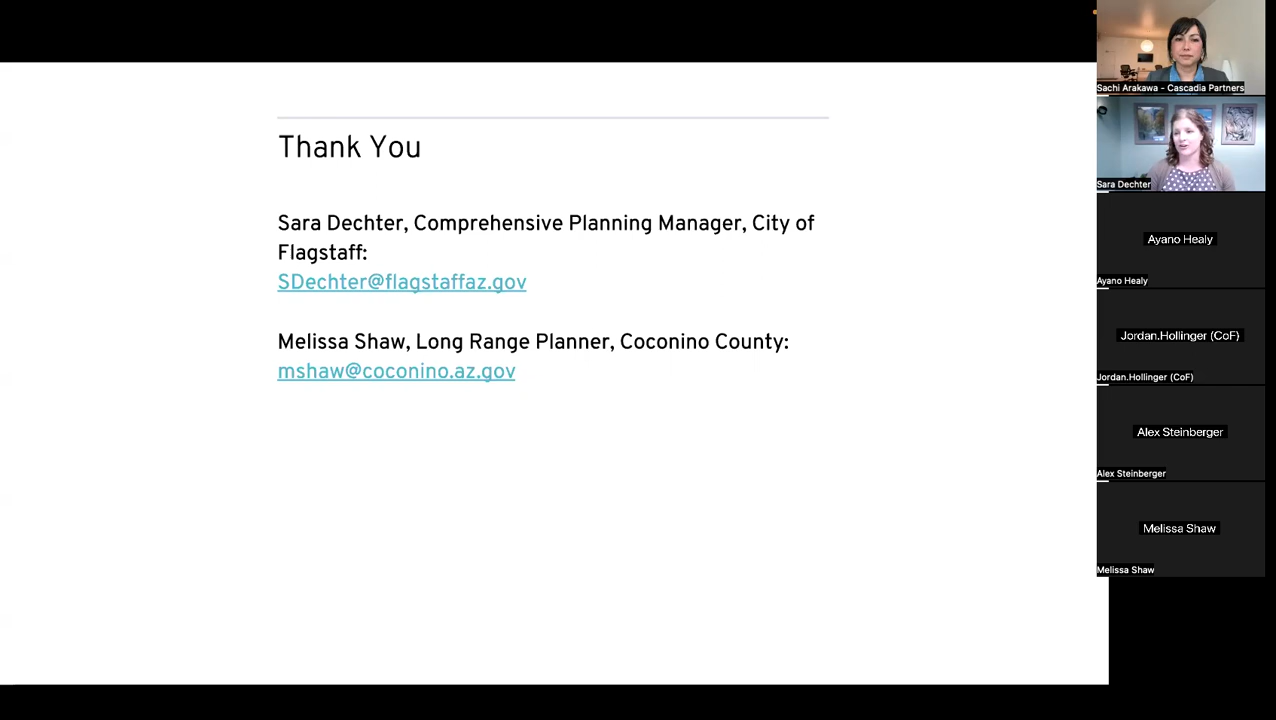 Thank You
Sara Dechter, Comprehensive Planning Manager, City of
Flagstaff:
SDechter@flagstaffaz.gov
Melissa Shaw, Long Range Planner, Coconino County:
mshaw@coconino.az.gov
Sachi Arakawa - Cascadia Partners
Sara Dechter
Ayano Healy
Ayano Healy
Jordan.Hollinger (CoF)
Jordan.Hollinger (CoF)
Alex Steinberger
Alex Steinberger
Melissa Shaw
Melissa Shaw